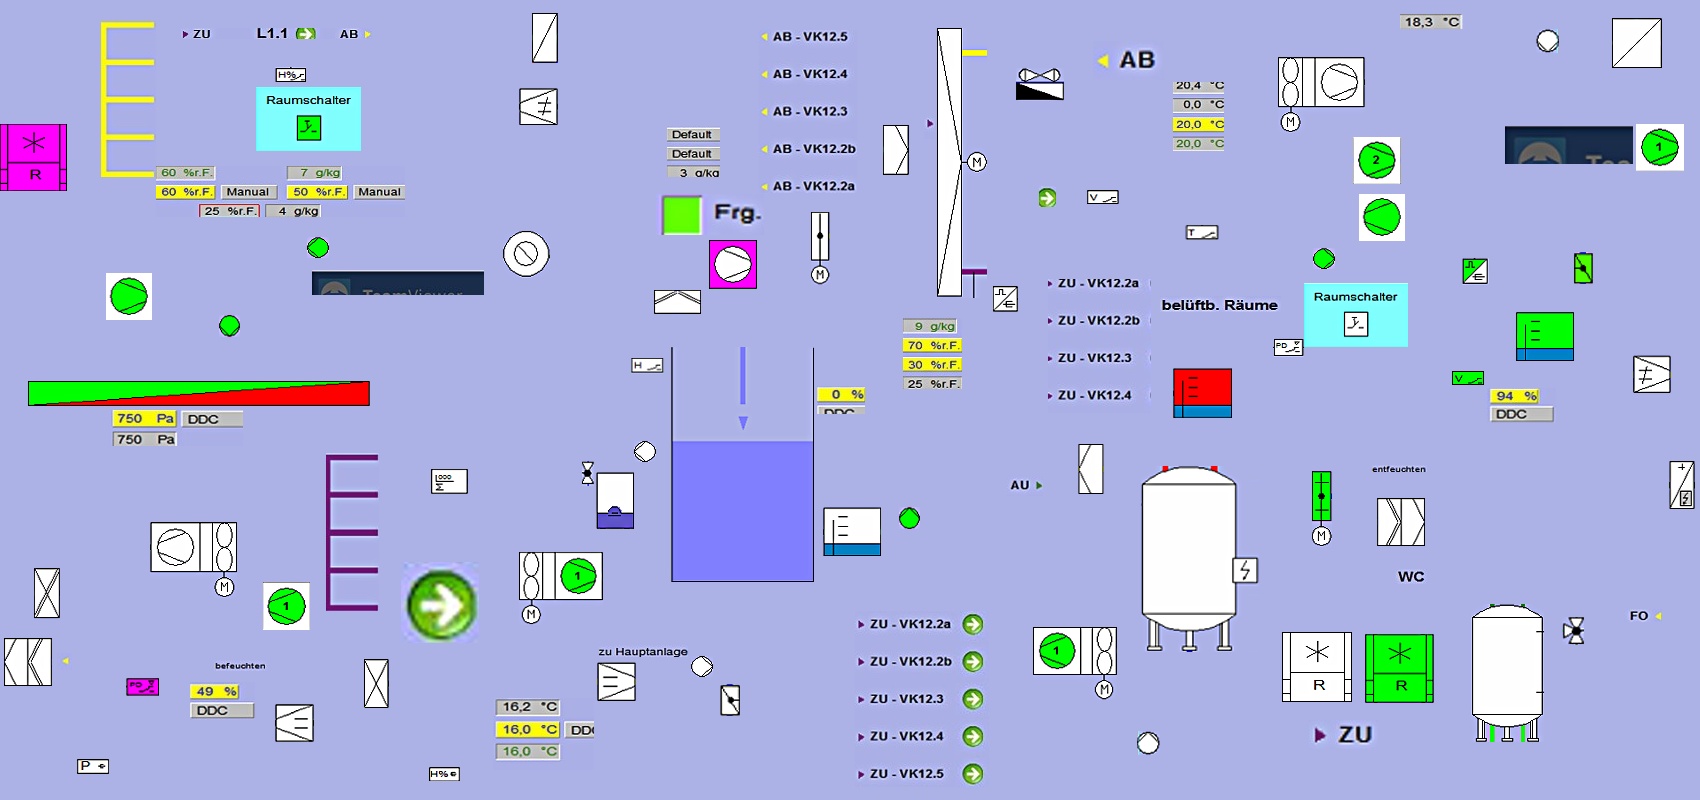 ZU L1.1 AB
H%
Raumschalter
R
60 %r.F. 7 g/kg
60 %r.F. Manual 50 %r.F. Manual
25 %r.F. 4 g/kg
TeamViewer
750 Pa DDC
750 Pa
M
1
befeuchten
PD
49 %
DDC
P
H%
AB - VK12.5
AB - VK12.4
AB - VK12.3
AB - VK12.2b
AB - VK12.2a
Default
Default
3 g/kg
Frg.
M
H
0 %
DDC
1
M
zu Hauptanlage
16,2 °C
16,0 °C DDC
16,0 °C
ZU - VK12.2a
ZU - VK12.2b
ZU - VK12.3
ZU - VK12.4
ZU - VK12.5
M
AB
20,4 °C
0,0 °C
20,0 °C
20,0 °C
V
T
9 g/kg
70 %r.F.
30 %r.F.
25 %r.F.
ZU - VK12.2a
ZU - VK12.2b
ZU - VK12.3
ZU - VK12.4
belüftb. Räume
Raumschalter
PD
18,3 °C
M
2
1
V
94 %
DDC
AU
entfeuchten
M
WC
1
M
R
R
FO
ZU